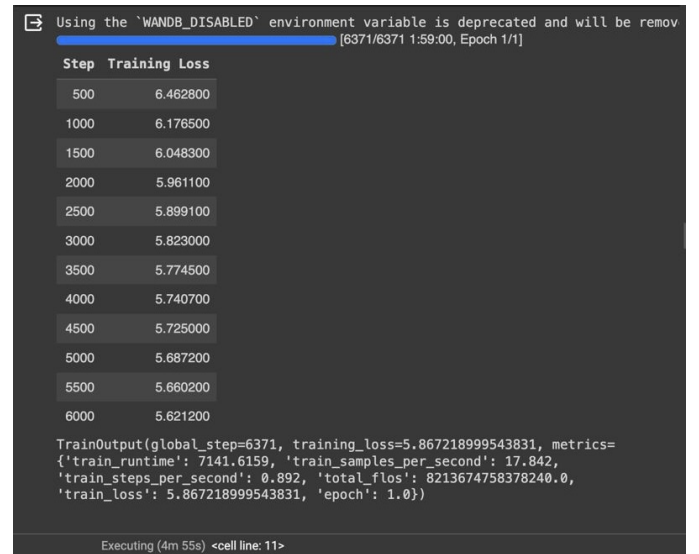 Using the `WANDB_DISABLED` environment variable is deprecated and will be remov
[6371/6371 1:59:00, Epoch 1/1]
Step Training Loss
500 6.462800
1000 6.176500
1500 6.048300
2000 5.961100
2500 5.899100
3000 5.823000
3500 5.774500
4000 5.740700
4500 5.725000
5000 5.687200
5500 5.660200
6000 5.621200
TrainOutput(global_step=6371, training_loss=5.867218999543831, metrics=
{'train_runtime': 7141.6159, 'train_samples_per_second': 17.842,
'train_steps_per_second': 0.892, 'total_flos': 8213674758378240.0,
'train_loss': 5.867218999543831, 'epoch': 1.0})
Executing (4m 55s) <cell line: 11>